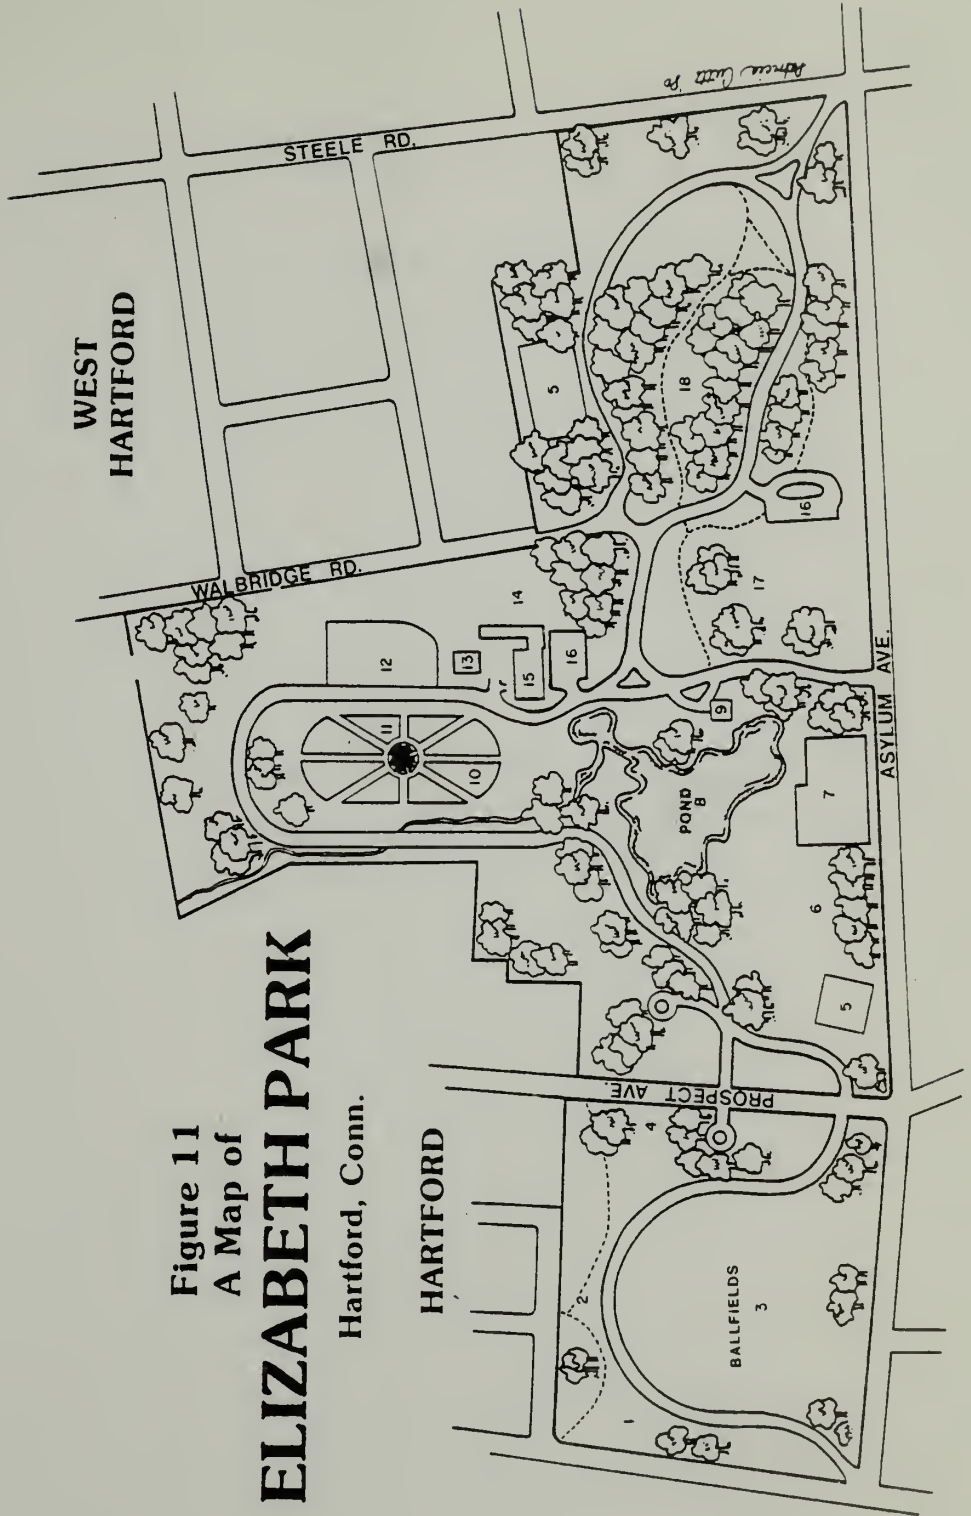 Figure 11
A Map of
ELIZABETH PARK
Hartford, Conn.
WEST
HARTFORD
HARTFORD
STEELE RD.
WALBRIDGE RD.
PROSPECT AVE.
ASYLUM AVE.
1
2
BALLFIELDS
3
4
5
6
7
POND
8
9
10
11
12
13
14
15
16
16
17
18
5